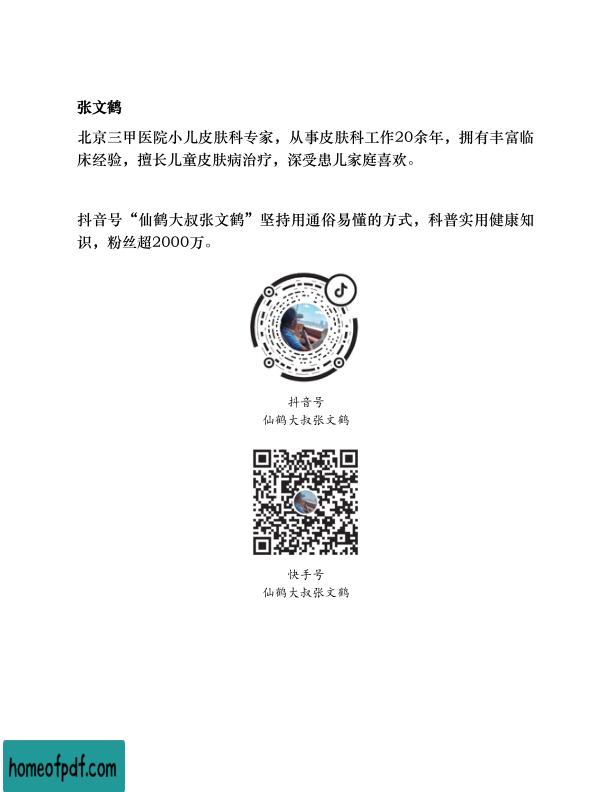 张文鹤
北京三甲医院小儿皮肤科专家，从事皮肤科工作20余年，拥有丰富临
床经验，擅长儿童皮肤病治疗，深受患儿家庭喜欢。
抖音号“仙鹤大叔张文鹤”坚持用通俗易懂的方式，科普实用健康知
识，粉丝超2000万。
抖音号
仙鹤大叔张文鹤
快手号
仙鹤大叔张文鹤
homeofpdf.com